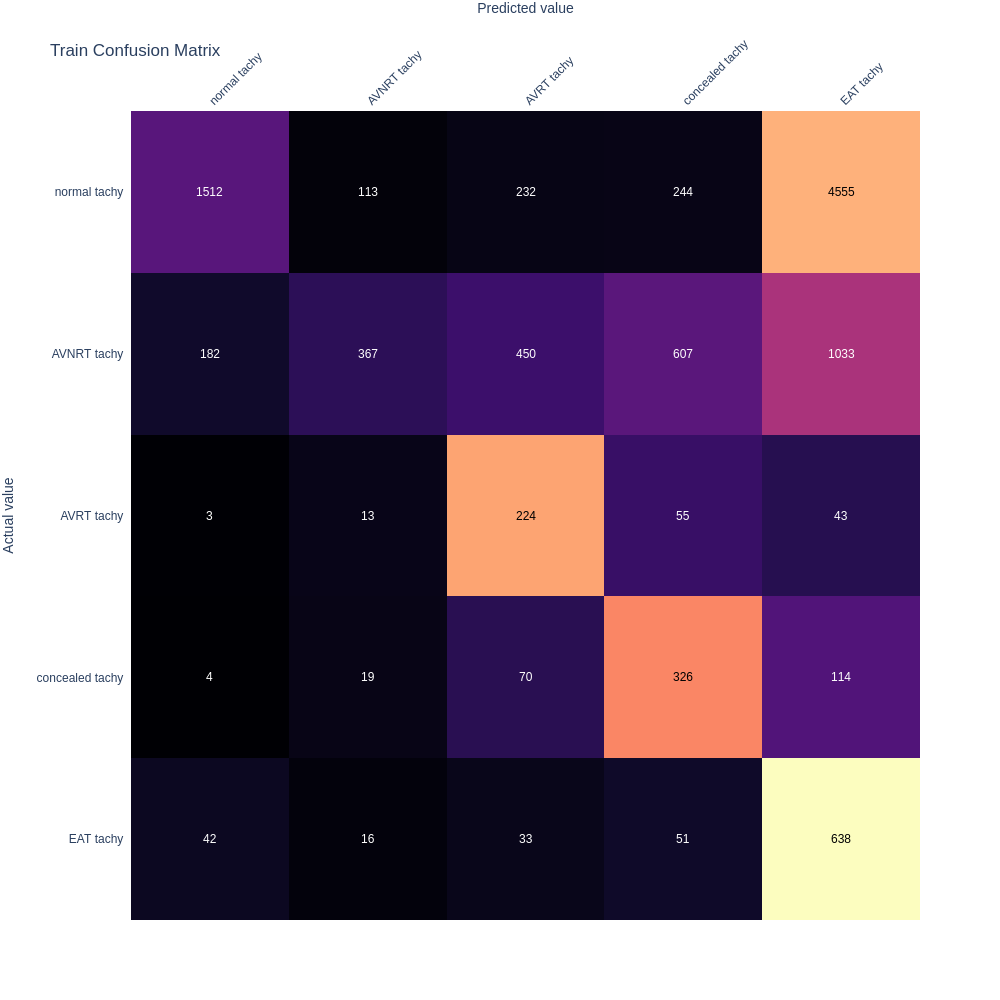 Predicted value
Train Confusion Matrix
normal tachy
AVNRT tachy
AVRT tachy
concealed tachy
EAT tachy
normal tachy 1512 113 232 244 4555
AVNRT tachy 182 367 450 607 1033
Actual value
AVRT tachy 3 13 224 55 43
concealed tachy 4 19 70 326 114
EAT tachy 42 16 33 51 638